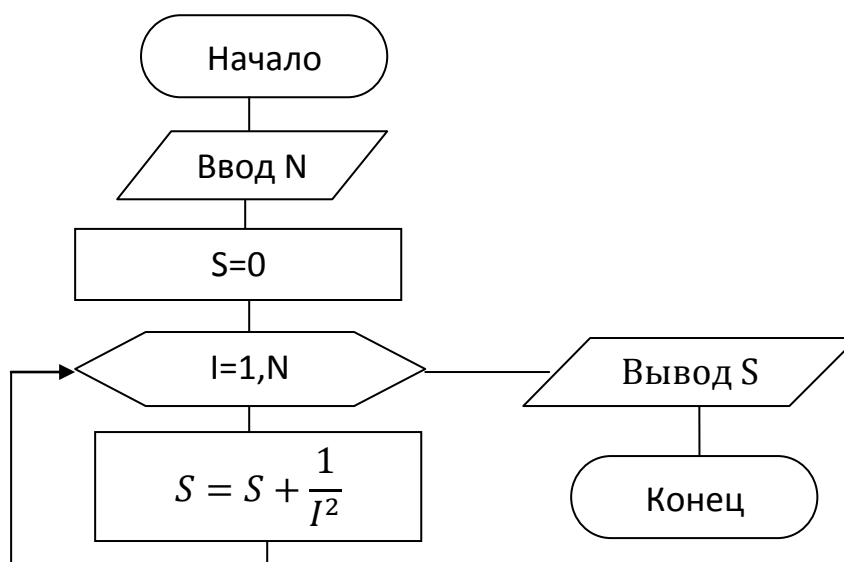 Начало
Ввод N
S=0
I=1,N
S = S + 1/I²
Вывод S
Конец